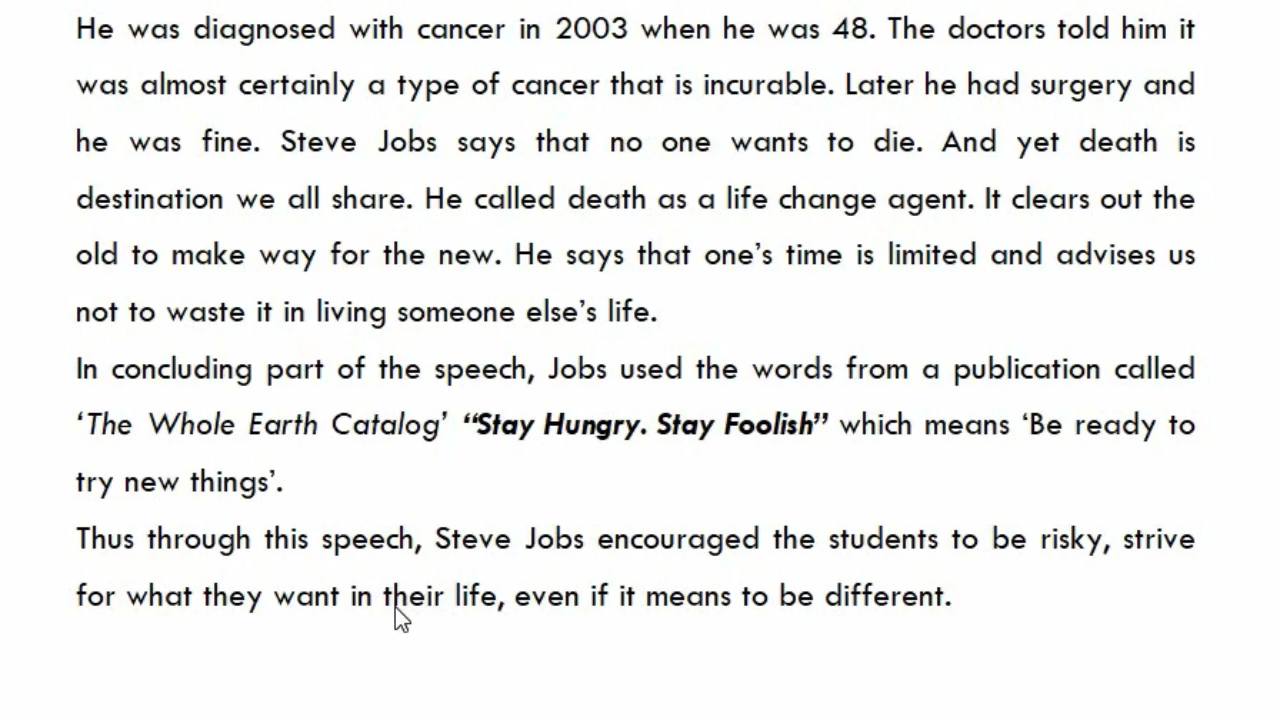 He was diagnosed with cancer in 2003 when he was 48. The doctors told him it
was almost certainly a type of cancer that is incurable. Later he had surgery and
he was fine. Steve Jobs says that no one wants to die. And yet death is
destination we all share. He called death as a life change agent. It clears out the
old to make way for the new. He says that one’s time is limited and advises us
not to waste it in living someone else’s life.
In concluding part of the speech, Jobs used the words from a publication called
‘The Whole Earth Catalog’ “Stay Hungry. Stay Foolish” which means ‘Be ready to
try new things’.
Thus through this speech, Steve Jobs encouraged the students to be risky, strive
for what they want in their life, even if it means to be different.